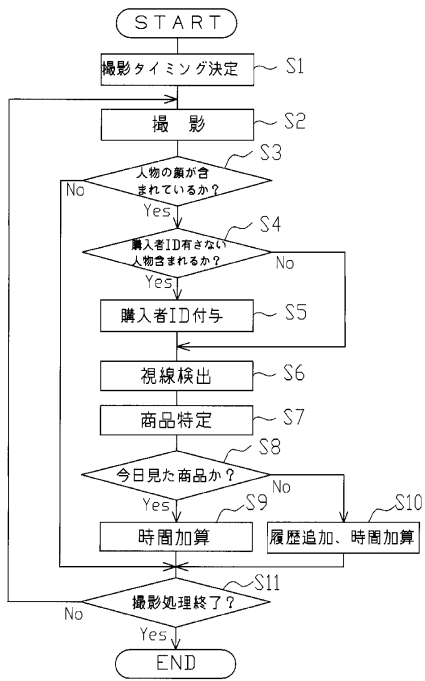 START
撮影タイミング決定
S1
撮 影
S2
S3
人物の顔が含
まれているか?
No
Yes
S4
購入者ID有さない
人物含まれるか?
No
Yes
購入者ID付与
S5
視線検出
S6
商品特定
S7
S8
今日見た商品か?
No
Yes
S9
S10
時間加算
履歴追加、時間加算
S11
撮影処理終了?
No
Yes
END